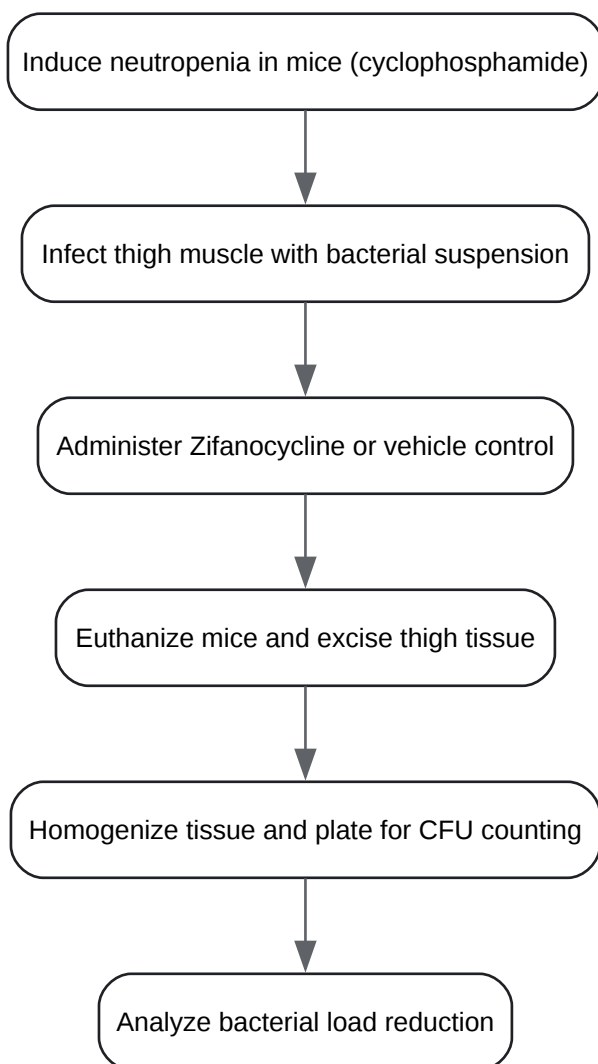 Induce neutropenia in mice (cyclophosphamide)
Infect thigh muscle with bacterial suspension
Administer Zifanocycline or vehicle control
Euthanize mice and excise thigh tissue
Homogenize tissue and plate for CFU counting
Analyze bacterial load reduction